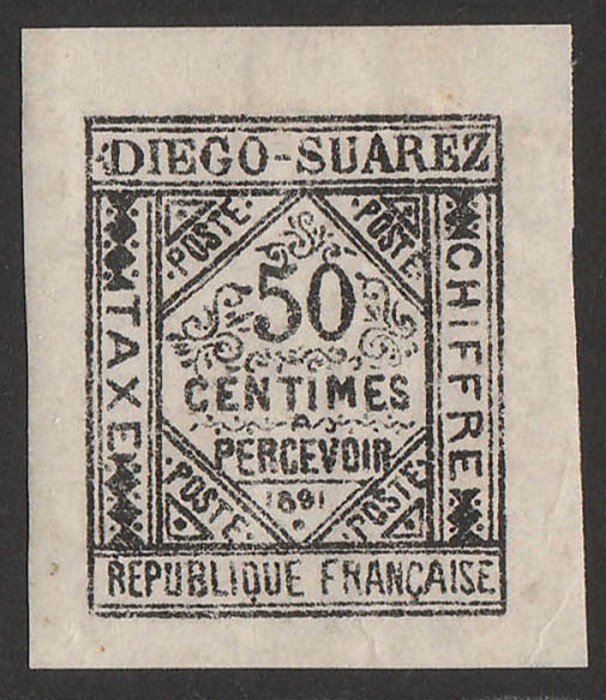 DIEGO-SUAREZ
·POSTE·
·POSTE·
TAXE
CHIFFRE
50
CENTIMES
A
PERCEVOIR
1891
·POSTE·
·POSTE·
REPUBLIQUE FRANÇAISE